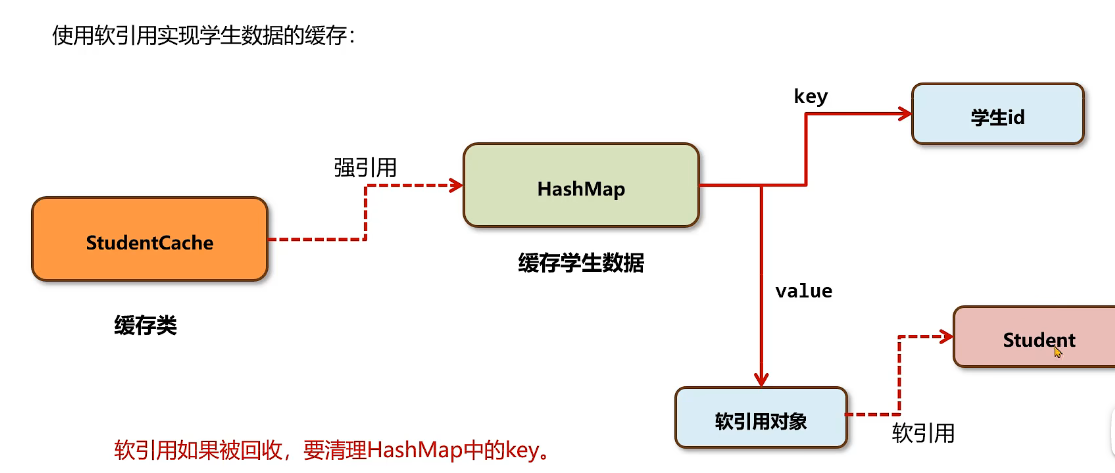 使用软引用实现学生数据的缓存：
key
学生id
强引用
HashMap
StudentCache
缓存学生数据
value
缓存类
Student
软引用对象
软引用
软引用如果被回收，要清理HashMap中的key。